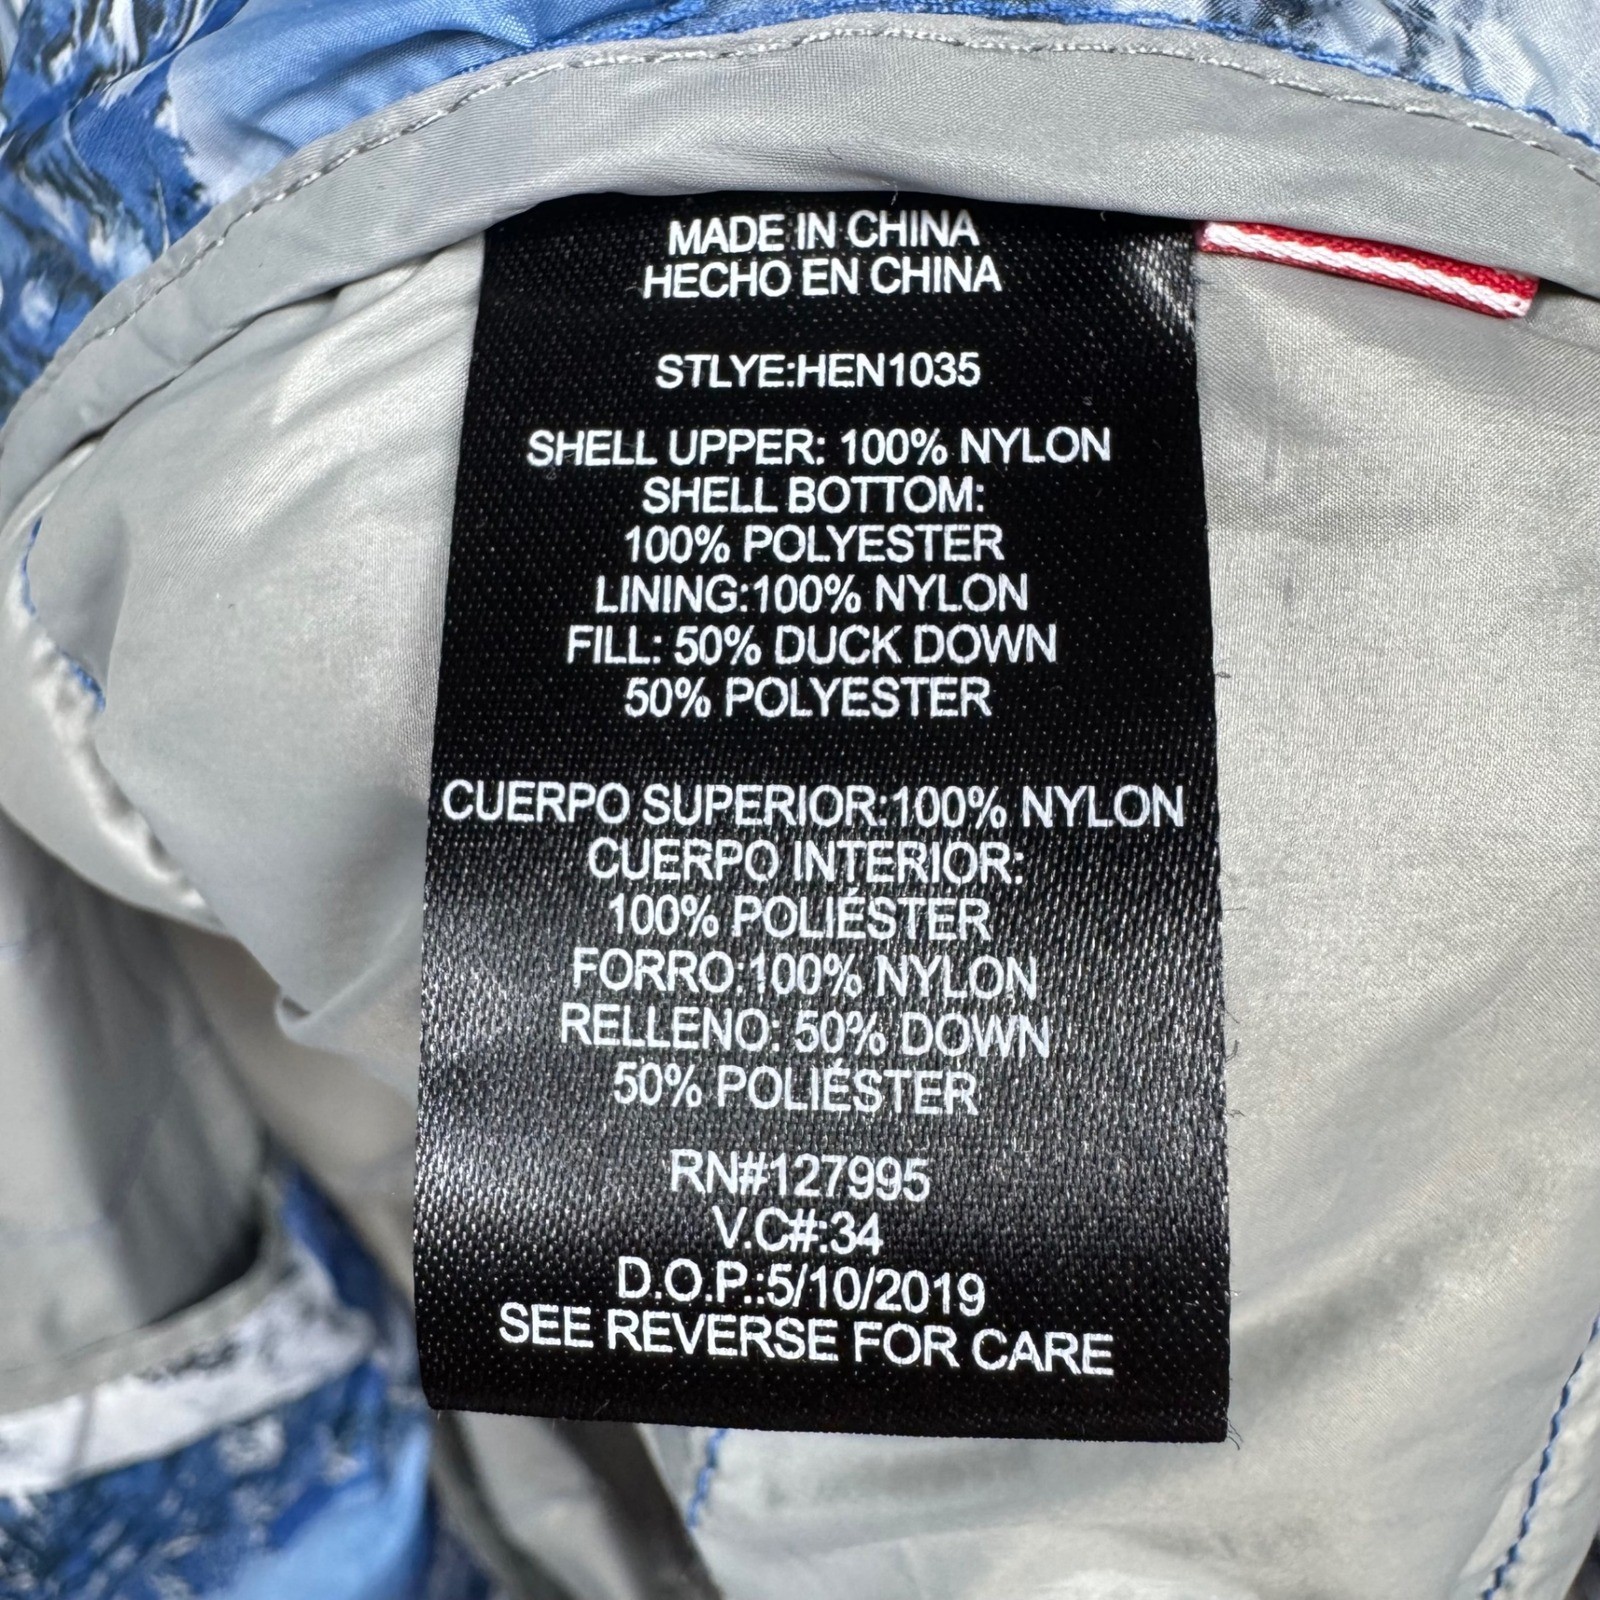 MADE IN CHINA
HECHO EN CHINA
STLYE:HEN1035
SHELL UPPER: 100% NYLON
SHELL BOTTOM:
100% POLYESTER
LINING:100% NYLON
FILL: 50% DUCK DOWN
50% POLYESTER
CUERPO SUPERIOR:100% NYLON
CUERPO INTERIOR:
100% POLIÉSTER
FORRO:100% NYLON
RELLENO: 50% DOWN
50% POLIÉSTER
RN#127995
V.C#:34
D.O.P.:5/10/2019
SEE REVERSE FOR CARE